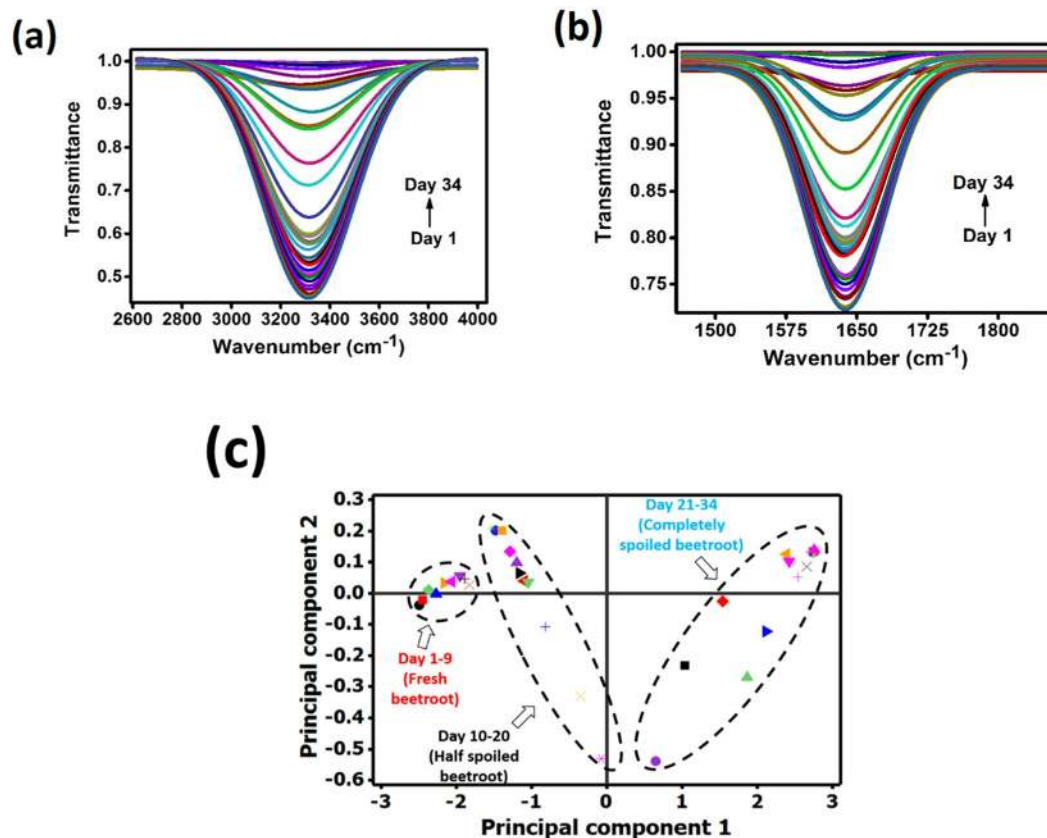 (a)
1.0
0.9
0.8
0.7
0.6
0.5
Transmittance
Day 34
Day 1
2600 2800 3000 3200 3400 3600 3800 4000
Wavenumber (cm⁻¹)
(b)
1.00
0.95
0.90
0.85
0.80
0.75
Transmittance
Day 34
Day 1
1500 1575 1650 1725 1800
Wavenumber (cm⁻¹)
(c)
0.3
0.2
0.1
0.0
-0.1
-0.2
-0.3
-0.4
-0.5
-0.6
Principal component 2
Day 1-9
(Fresh
beetroot)
Day 10-20
(Half spoiled
beetroot)
Day 21-34
(Completely
spoiled beetroot)
-3 -2 -1 0 1 2 3
Principal component 1